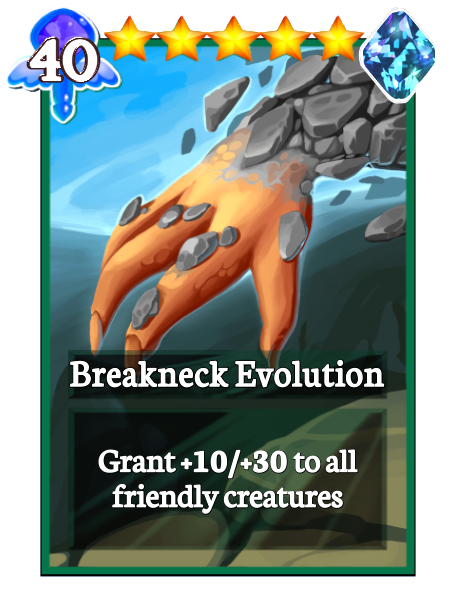 40
Breakneck Evolution
Grant +10/+30 to all
friendly creatures